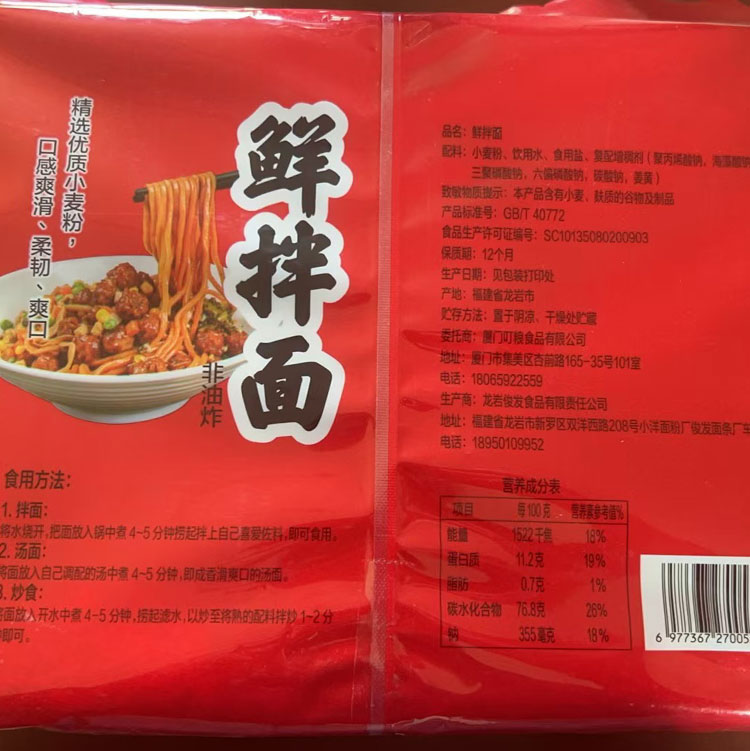 精选优质小麦粉，
口感爽滑、柔韧、爽口
鲜拌面
非油炸
食用方法：
1. 拌面：
将水烧开，把面放入锅中煮4-5分钟捞起拌上自己喜爱佐料，即可食用。
2. 汤面：
将面放入自己调配的汤中煮4-5分钟，即成香滑爽口的汤面。
3. 炒食：
将面放入开水中煮4-5分钟，捞起滤水，以炒至将熟的配料拌炒1-2分
钟即可。
品名：鲜拌面
配料：小麦粉、饮用水、食用盐、复配增稠剂（聚丙烯酸钠，海藻酸钠
三聚磷酸钠，六偏磷酸钠，碳酸钠，姜黄）
致敏物质提示：本产品含有小麦、麸质的谷物及制品
产品标准号：GB/T 40772
食品生产许可证编号：SC10135080200903
保质期：12个月
生产日期：见包装打印处
产地：福建省龙岩市
贮存方法：置于阴凉、干燥处贮藏
委托商：厦门叮粮食品有限公司
地址：厦门市集美区杏前路165-35号101室
电话：18065922559
生产商：龙岩俊发食品有限责任公司
地址：福建省龙岩市新罗区双洋西路208号小洋面粉厂俊发面条厂车
电话：18950109952
营养成分表
项目 每100克 营养素参考值%
能量 1522千焦 18%
蛋白质 11.2克 19%
脂肪 0.7克 1%
碳水化合物 76.8克 26%
钠 355毫克 18%
6 977367 27005